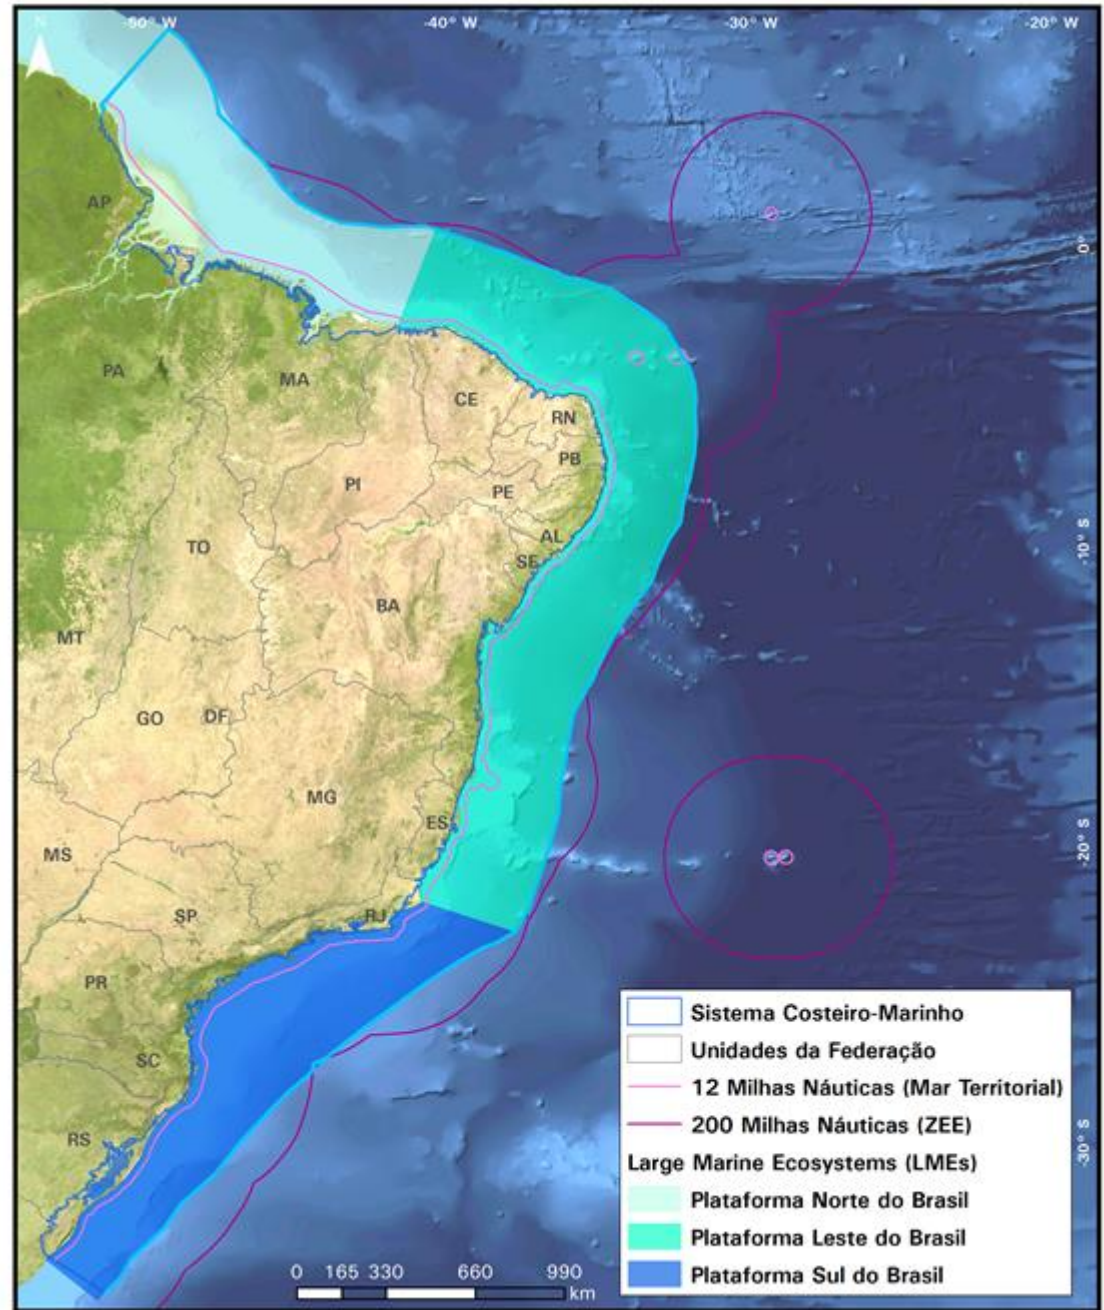 N
-50° W
-40° W
-30° W
-20° W
AP
0°
PA
MA
CE
RN
PB
PI
PE
AL
TO
SE
-10° S
BA
MT
GO
DF
MG
ES
MS
-20° S
SP
RJ
PR
SC
RS
-30° S
Sistema Costeiro-Marinho
Unidades da Federação
12 Milhas Náuticas (Mar Territorial)
200 Milhas Náuticas (ZEE)
Large Marine Ecosystems (LMEs)
Plataforma Norte do Brasil
Plataforma Leste do Brasil
Plataforma Sul do Brasil
0 165 330 660 990
km